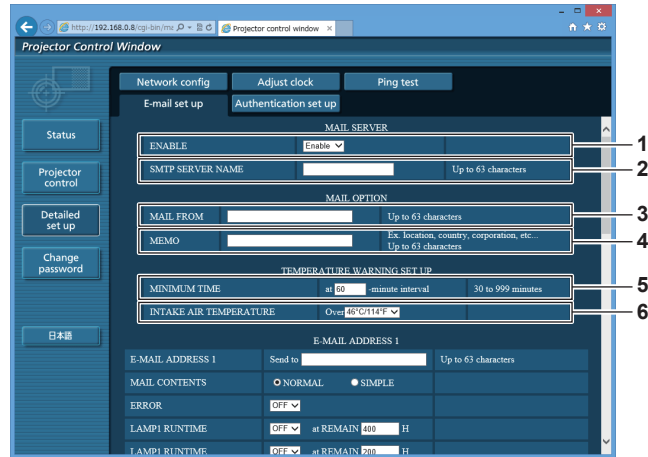 http://192.168.0.8/cgi-bin/ma
Projector control window
Projector Control Window
Network config Adjust clock Ping test
E-mail set up Authentication set up
Status
Projector
control
Detailed
set up
Change
password
日本語
MAIL SERVER
ENABLE Enable 1
SMTP SERVER NAME Up to 63 characters 2
MAIL OPTION
MAIL FROM Up to 63 characters 3
MEMO Ex. location, country, corporation, etc...
Up to 63 characters 4
TEMPERATURE WARNING SET UP
MINIMUM TIME at 60 -minute interval 30 to 999 minutes 5
INTAKE AIR TEMPERATURE Over 46°C/114°F 6
E-MAIL ADDRESS 1
E-MAIL ADDRESS 1 Send to Up to 63 characters
MAIL CONTENTS NORMAL SIMPLE
ERROR OFF
LAMP1 RUNTIME OFF at REMAIN 400 H
LAMP1 RUNTIME OFF at REMAIN 200 H